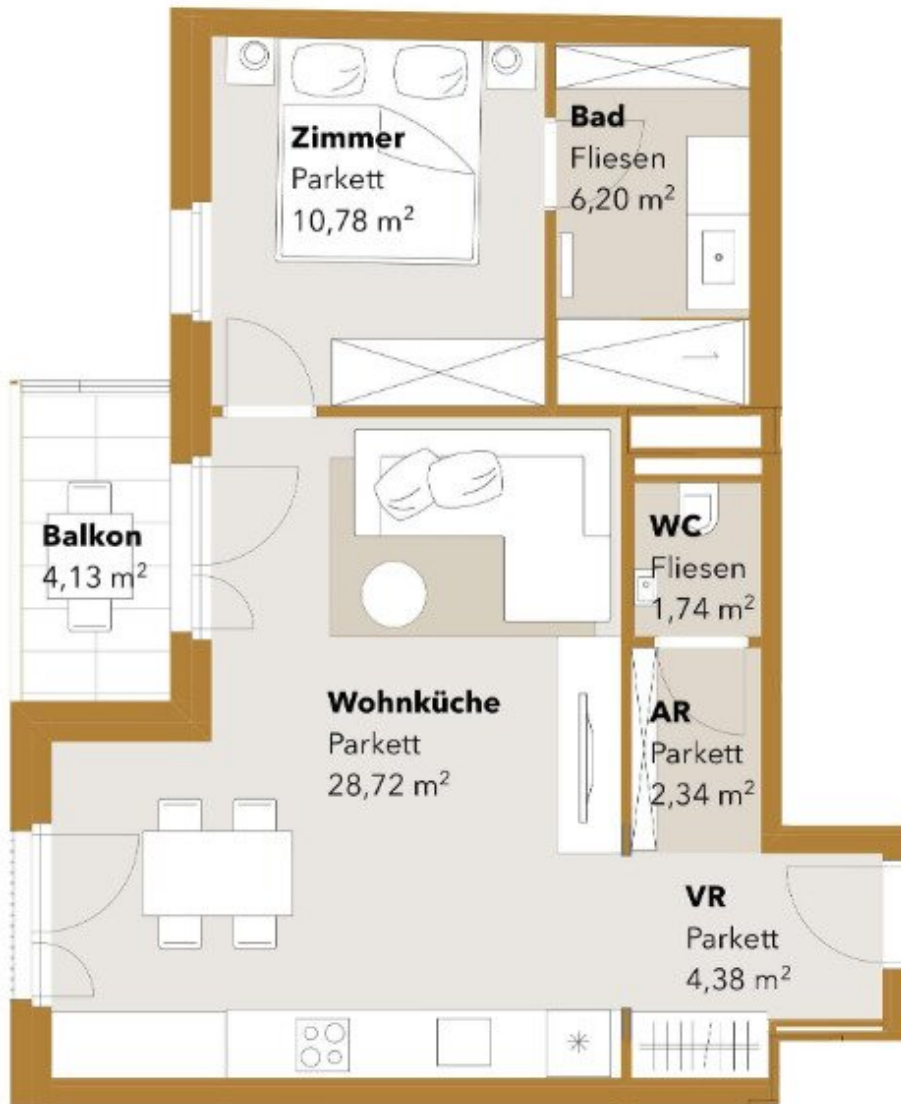 Zimmer
Parkett
10,78 m²
Bad
Fliesen
6,20 m²
Balkon
4,13 m²
WC
Fliesen
1,74 m²
Wohnküche
Parkett
28,72 m²
AR
Parkett
2,34 m²
VR
Parkett
4,38 m²